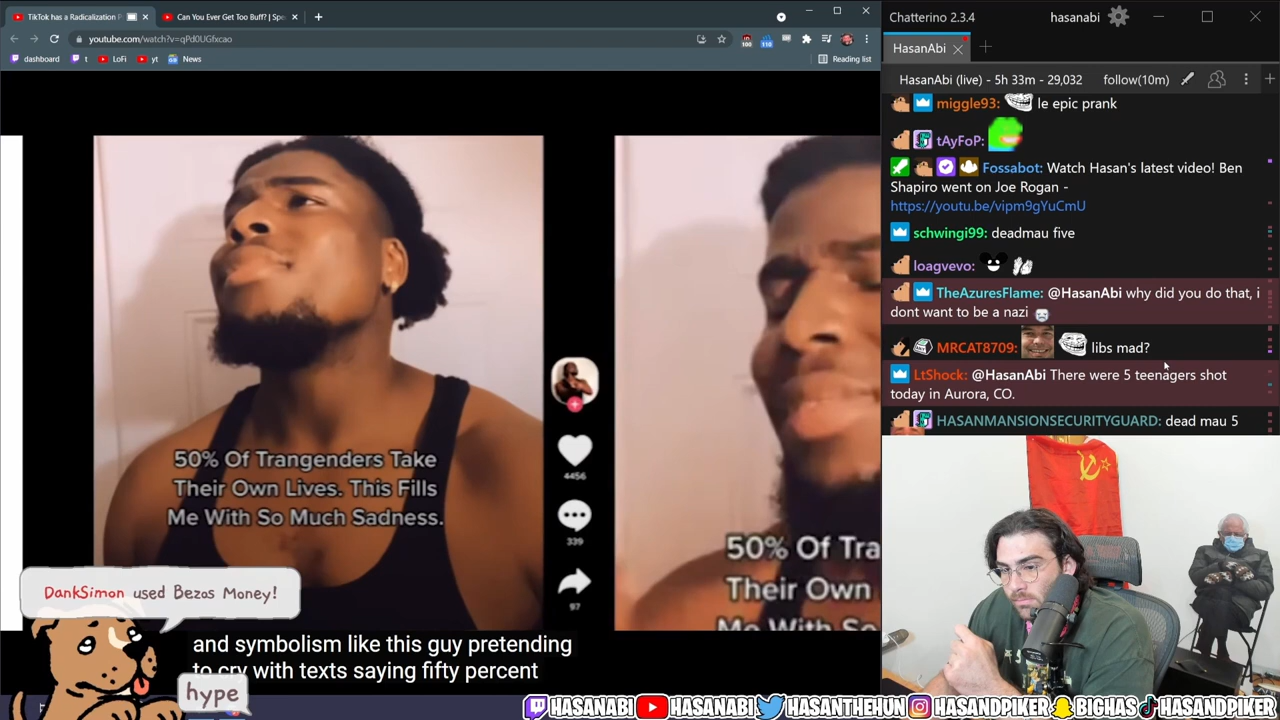 TikTok has a Radicalization P
Can You Ever Get Too Buff? | Spe
youtube.com/watch?v=qPd0UGfxcao
dashboard
t
LoFi
yt
News
Reading list
50% Of Trangenders Take
Their Own Lives. This Fills
Me With So Much Sadness.
4456
339
97
50% Of Tra
Their Own
Me With So
and symbolism like this guy pretending
to cry with texts saying fifty percent
DankSimon used Bezos Money!
hype
Chatterino 2.3.4
hasanabi
HasanAbi
HasanAbi (live) - 5h 33m - 29,032
follow(10m)
miggle93: le epic prank
tAyFoP:
Fossabot: Watch Hasan's latest video! Ben
Shapiro went on Joe Rogan -
https://youtu.be/vipm9gYuCmU
schwingi99: deadmau five
loagvevo:
TheAzuresFlame: @HasanAbi why did you do that, i
dont want to be a nazi
MRCAT8709: libs mad?
LtShock: @HasanAbi There were 5 teenagers shot
today in Aurora, CO.
HASANMANSIONSECURITYGUARD: dead mau 5
HASANABI
HASANABI
HASANTHEHUN
HASANDPIKER
BIGHAS
HASANDPIKER